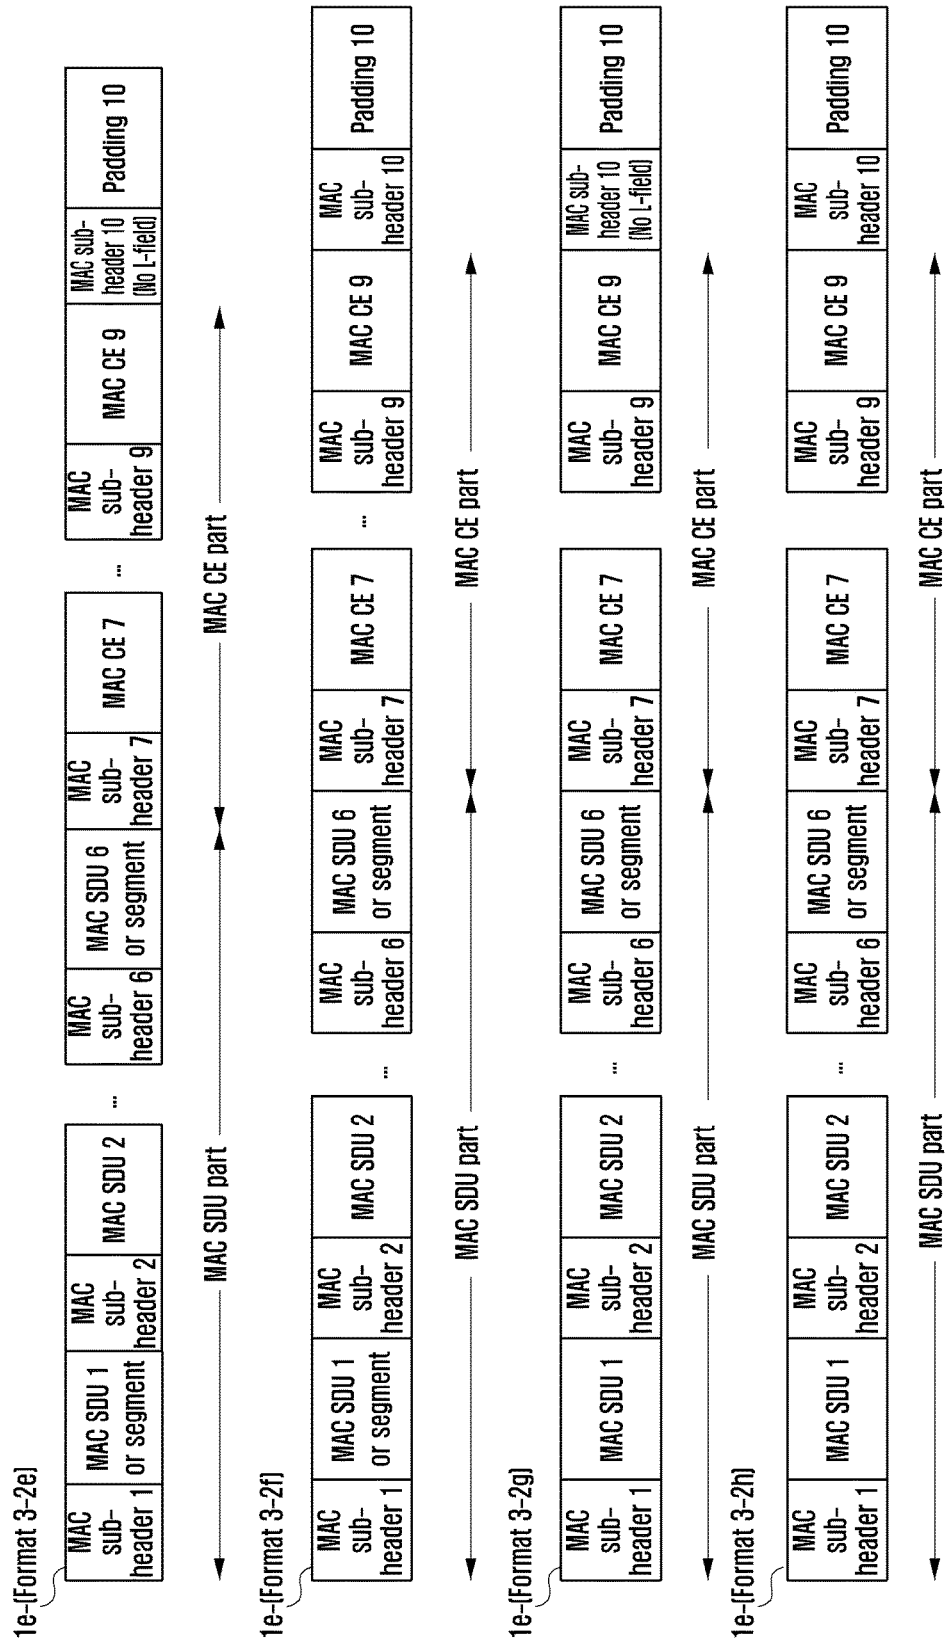 1e-(Format 3-2e)
MAC
sub-
header 1
MAC SDU 1
or segment
MAC
sub-
header 2
MAC SDU 2
...
MAC
sub-
header 6
MAC SDU 6
or segment
MAC
sub-
header 7
MAC CE 7
...
MAC
sub-
header 9
MAC CE 9
MAC sub-
header 10
(No L-field)
Padding 10
MAC SDU part
MAC CE part
1e-(Format 3-2f)
MAC
sub-
header 1
MAC SDU 1
or segment
MAC
sub-
header 2
MAC SDU 2
...
MAC
sub-
header 6
MAC SDU 6
or segment
MAC
sub-
header 7
MAC CE 7
...
MAC
sub-
header 9
MAC CE 9
MAC
sub-
header 10
Padding 10
MAC SDU part
MAC CE part
1e-(Format 3-2g)
MAC
sub-
header 1
MAC SDU 1
MAC
sub-
header 2
MAC SDU 2
...
MAC
sub-
header 6
MAC SDU 6
or segment
MAC
sub-
header 7
MAC CE 7
...
MAC
sub-
header 9
MAC CE 9
MAC sub-
header 10
(No L-field)
Padding 10
MAC SDU part
MAC CE part
1e-(Format 3-2h)
MAC
sub-
header 1
MAC SDU 1
MAC
sub-
header 2
MAC SDU 2
...
MAC
sub-
header 6
MAC SDU 6
or segment
MAC
sub-
header 7
MAC CE 7
...
MAC
sub-
header 9
MAC CE 9
MAC
sub-
header 10
Padding 10
MAC SDU part
MAC CE part